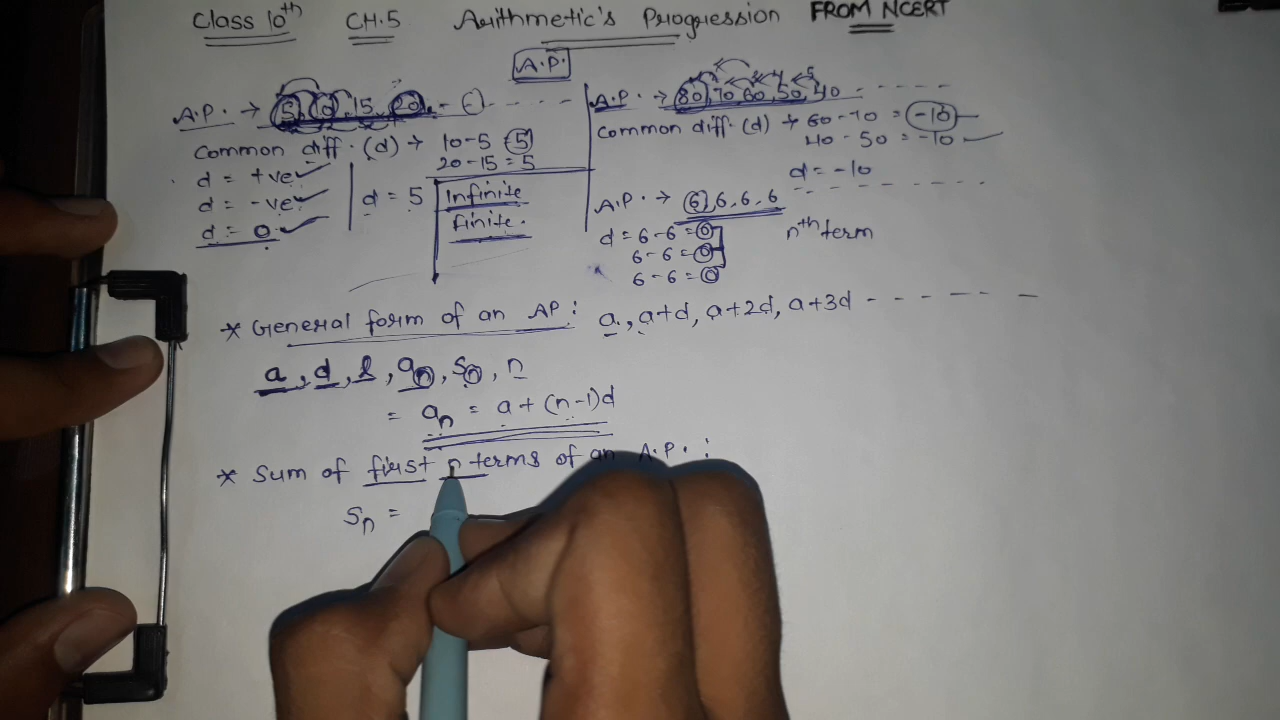 Class 10th CH.5 Arithmetic's Progression FROM NCERT
A.P.
A.P. → 5, 10, 15, 20, - - - - - -
Common diff. (d) → 10-5 = 5
20-15 = 5
d = +ve
d = -ve
d = 0
d = 5
Infinite
Finite.
A.P. → 80, 70, 60, 50, 40 - - - - - -
Common diff. (d) → 60-70 = -10
40-50 = -10
d = -10
A.P. → 6, 6, 6, 6
d = 6-6 = 0
6-6 = 0
6-6 = 0
nth term
* General form of an AP: a, a+d, a+2d, a+3d - - - - - -
a, d, l, an, Sn, n
= an = a + (n-1)d
* Sum of first n terms of an A.P. :
Sn =